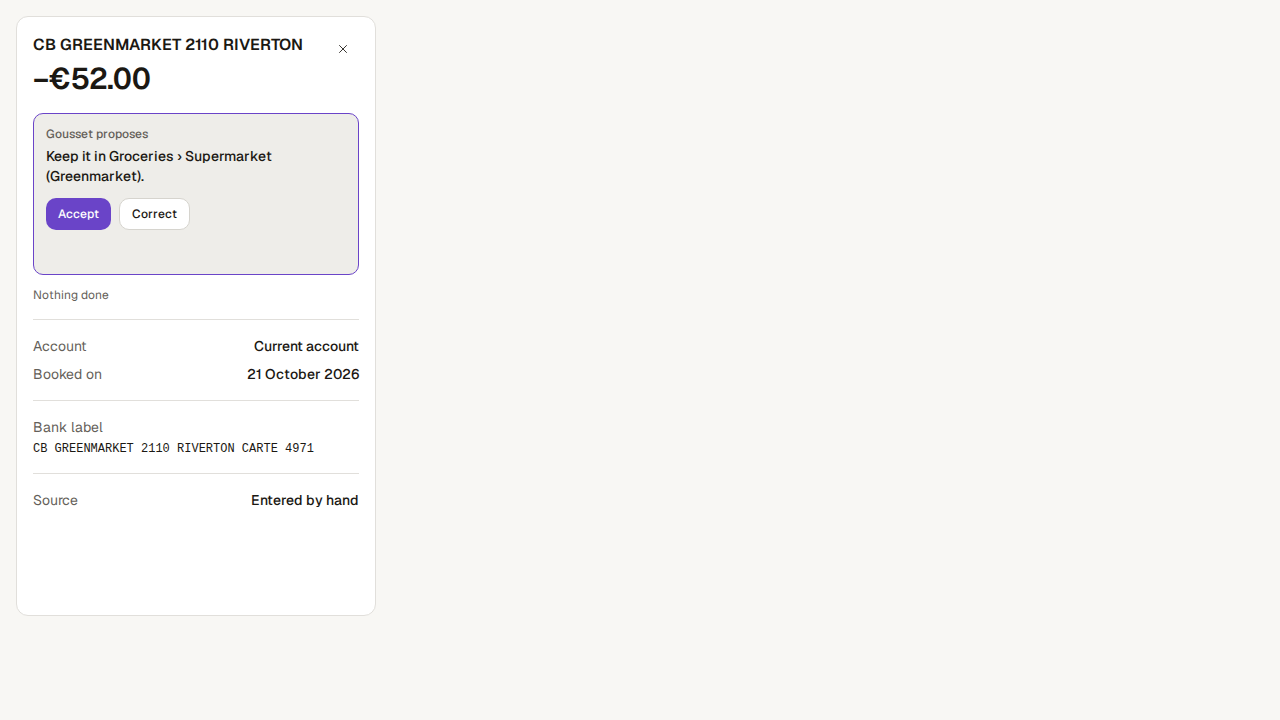 CB GREENMARKET 2110 RIVERTON
−€52.00
Gousset proposes
Keep it in Groceries › Supermarket
(Greenmarket).
Accept Correct
Nothing done
Account Current account
Booked on 21 October 2026
Bank label
CB GREENMARKET 2110 RIVERTON CARTE 4971
Source Entered by hand